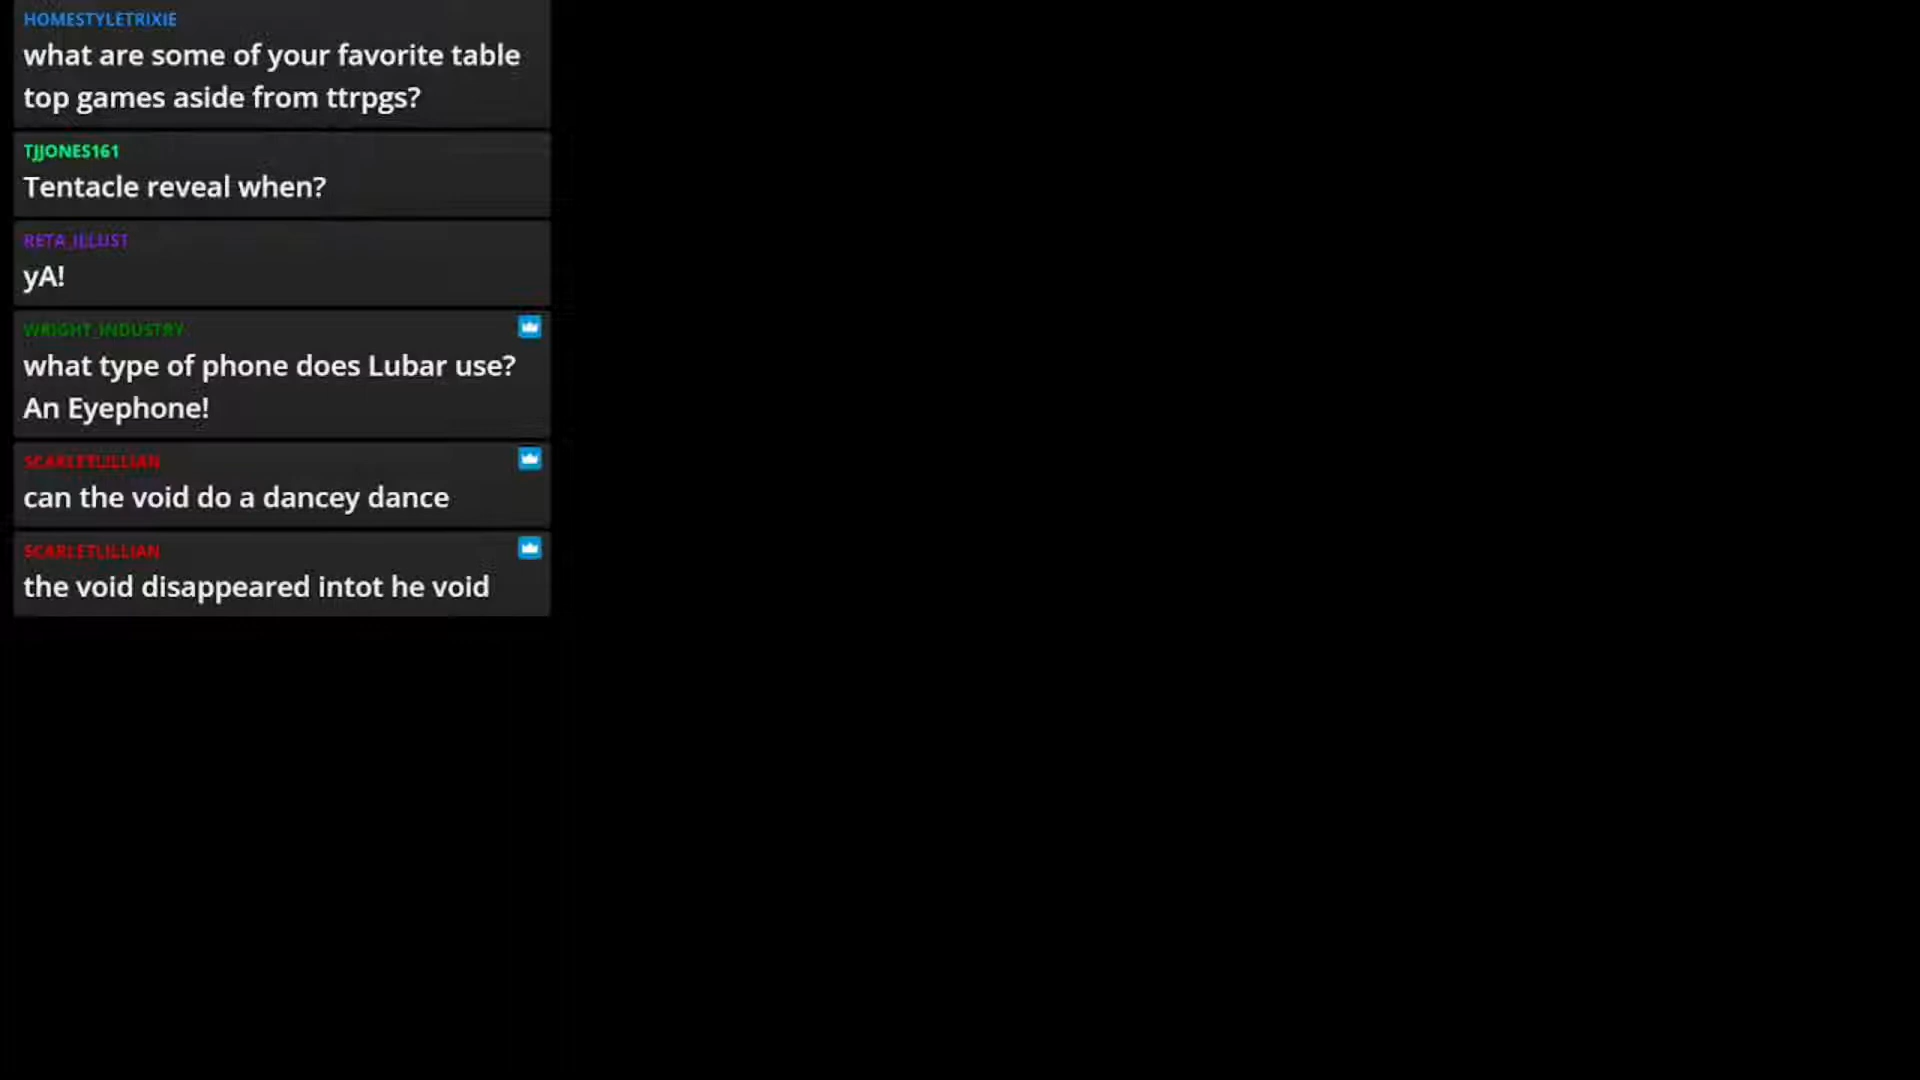 HOMESTYLETRIXIE
what are some of your favorite table
top games aside from ttrpgs?
TJJONES161
Tentacle reveal when?
RETA_ILLUST
yA!
WRIGHT_INDUSTRY
what type of phone does Lubar use?
An Eyephone!
SCARLETLILLIAN
can the void do a dancey dance
SCARLETLILLIAN
the void disappeared intot he void